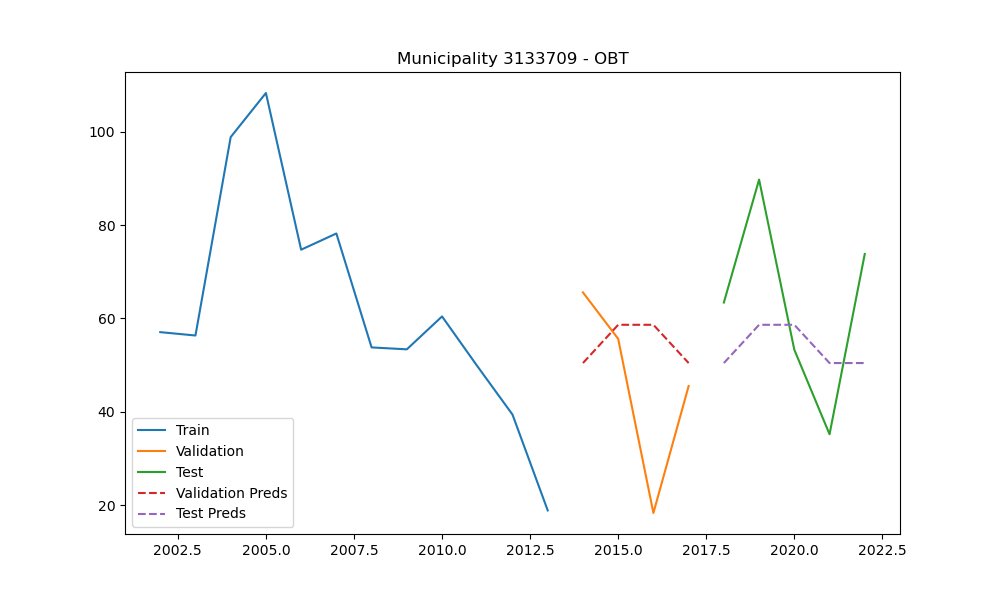 Municipality 3133709 - OBT
100
80
60
40
20
Train
Validation
Test
Validation Preds
Test Preds
2002.5 2005.0 2007.5 2010.0 2012.5 2015.0 2017.5 2020.0 2022.5